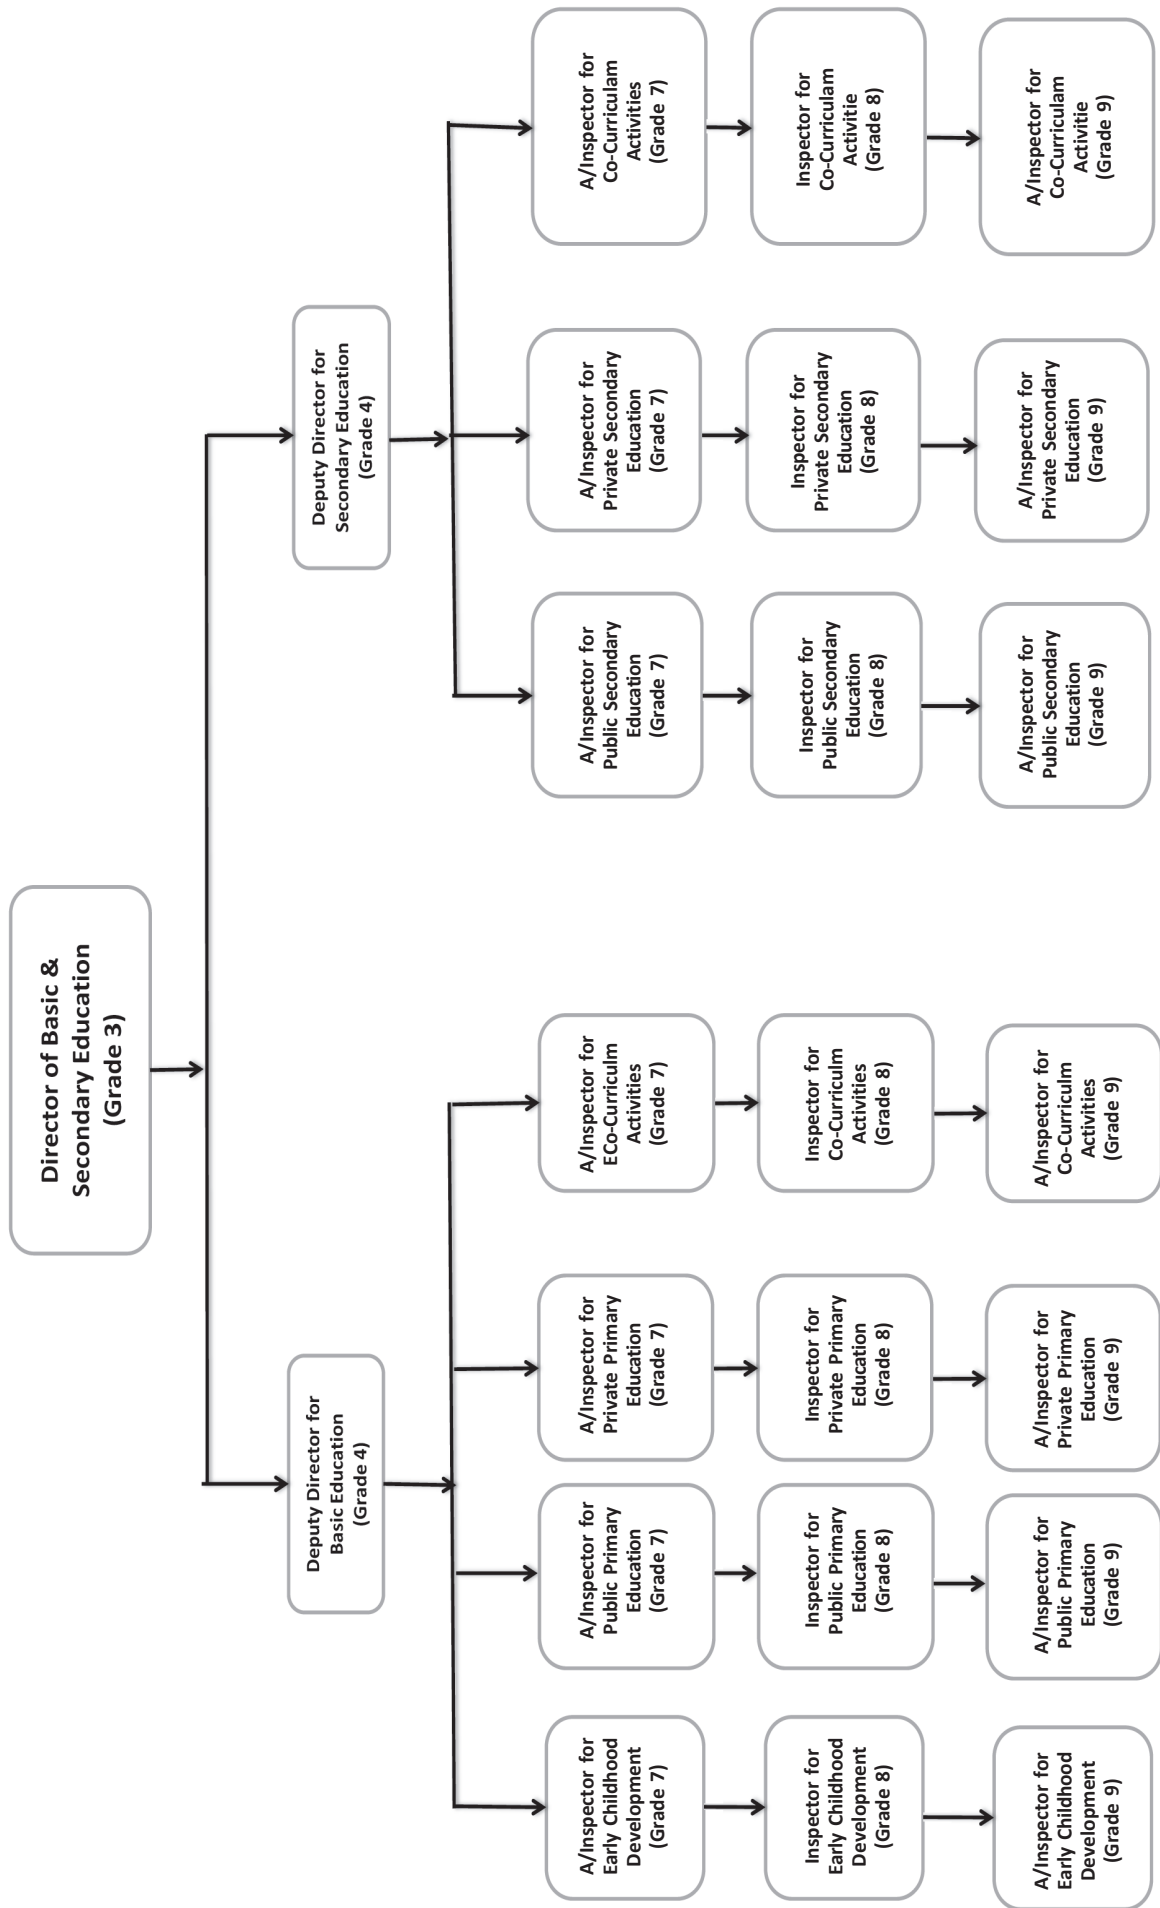 Director of Basic &
Secondary Education
(Grade 3)
Deputy Director for
Basic Education
(Grade 4)
Deputy Director for
Secondary Education
(Grade 4)
A/Inspector for
Early Childhood
Development
(Grade 7)
A/Inspector for
Public Primary
Education
(Grade 7)
A/Inspector for
Private Primary
Education
(Grade 7)
A/Inspector for
ECo-Curriculm
Activities
(Grade 7)
A/Inspector for
Public Secondary
Education
(Grade 7)
A/Inspector for
Private Secondary
Education
(Grade 7)
A/Inspector for
Co-Curriculam
Activities
(Grade 7)
Inspector for
Early Childhood
Development
(Grade 8)
Inspector for
Public Primary
Education
(Grade 8)
Inspector for
Private Primary
Education
(Grade 8)
Inspector for
Co-Curriculm
Activities
(Grade 8)
Inspector for
Public Secondary
Education
(Grade 8)
Inspector for
Private Secondary
Education
(Grade 8)
Inspector for
Co-Curriculam
Activitie
(Grade 8)
A/Inspector for
Early Childhood
Development
(Grade 9)
A/Inspector for
Public Primary
Education
(Grade 9)
A/Inspector for
Private Primary
Education
(Grade 9)
A/Inspector for
Co-Curriculm
Activities
(Grade 9)
A/Inspector for
Public Secondary
Education
(Grade 9)
A/Inspector for
Private Secondary
Education
(Grade 9)
A/Inspector for
Co-Curriculam
Activitie
(Grade 9)